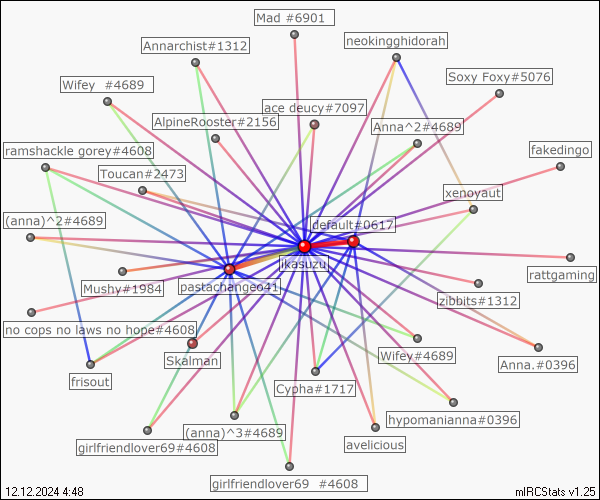 Mad #6901
Annarchist#1312
neokingghidorah
Soxy Foxy#5076
Wifey #4689
ace deucy#7097
AlpineRooster#2156
Anna^2#4689
ramshackle gorey#4608
fakedingo
Toucan#2473
xenoyaut
(anna)^2#4689
default#0617
ikasuzu
rattgaming
Mushy#1984
pastachangeo41
zibbits#1312
no cops no laws no hope#4608
Skalman
Wifey#4689
Anna.#0396
frisout
Cypha#1717
hypomanianna#0396
(anna)^3#4689
girlfriendlover69#4608
avelicious
girlfriendlover69 #4608
12.12.2024 4:48
mIRCStats v1.25